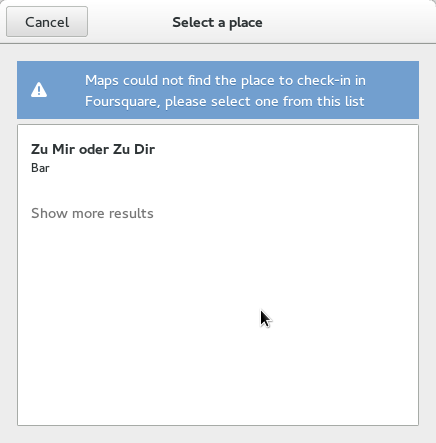 Cancel
Select a place
Maps could not find the place to check-in in
Foursquare, please select one from this list
Zu Mir oder Zu Dir
Bar
Show more results